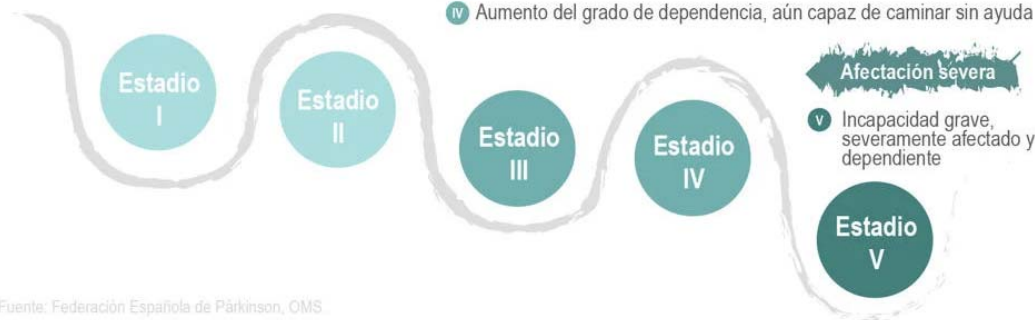 IV Aumento del grado de dependencia, aún capaz de caminar sin ayuda
Afectación severa
V Incapacidad grave,
severamente afectado y
dependiente
Estadio
I
Estadio
II
Estadio
III
Estadio
IV
Estadio
V
Fuente: Federación Española de Párkinson, OMS.